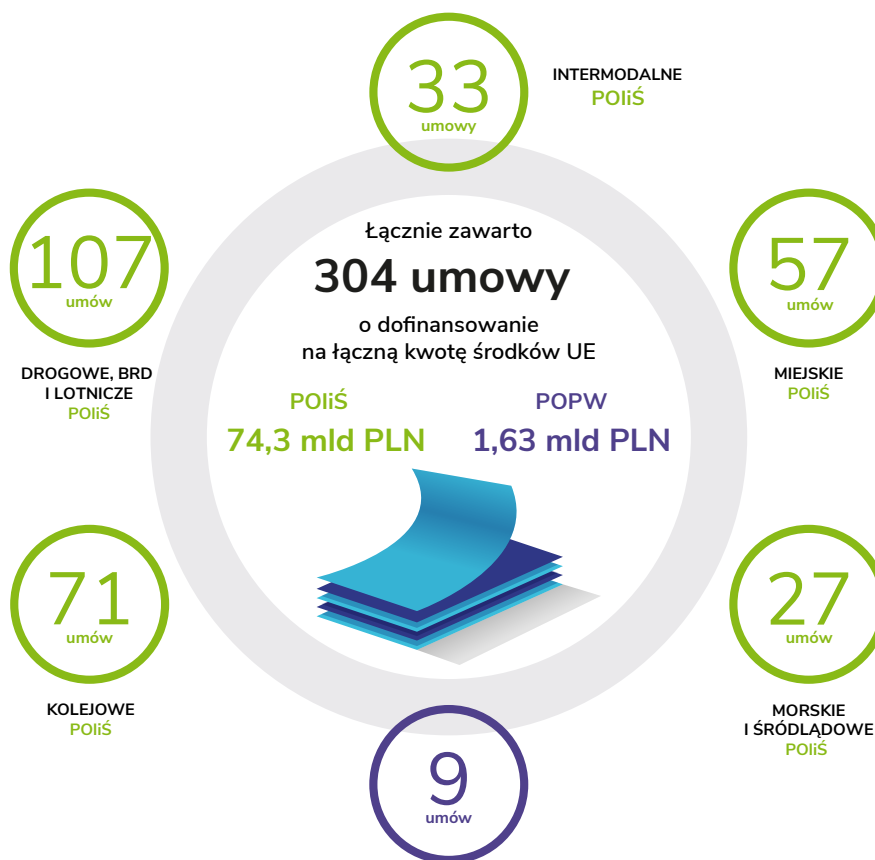 33
umowy
INTERMODALNE
POIiŚ
107
umów
DROGOWE, BRD
I LOTNICZE
POIiŚ
Łącznie zawarto
304 umowy
o dofinansowanie
na łączną kwotę środków UE
POIiŚ
74,3 mld PLN
POPW
1,63 mld PLN
57
umów
MIEJSKIE
POIiŚ
71
umów
KOLEJOWE
POIiŚ
27
umów
MORSKIE
I ŚRÓDLĄDOWE
POIiŚ
9
umów